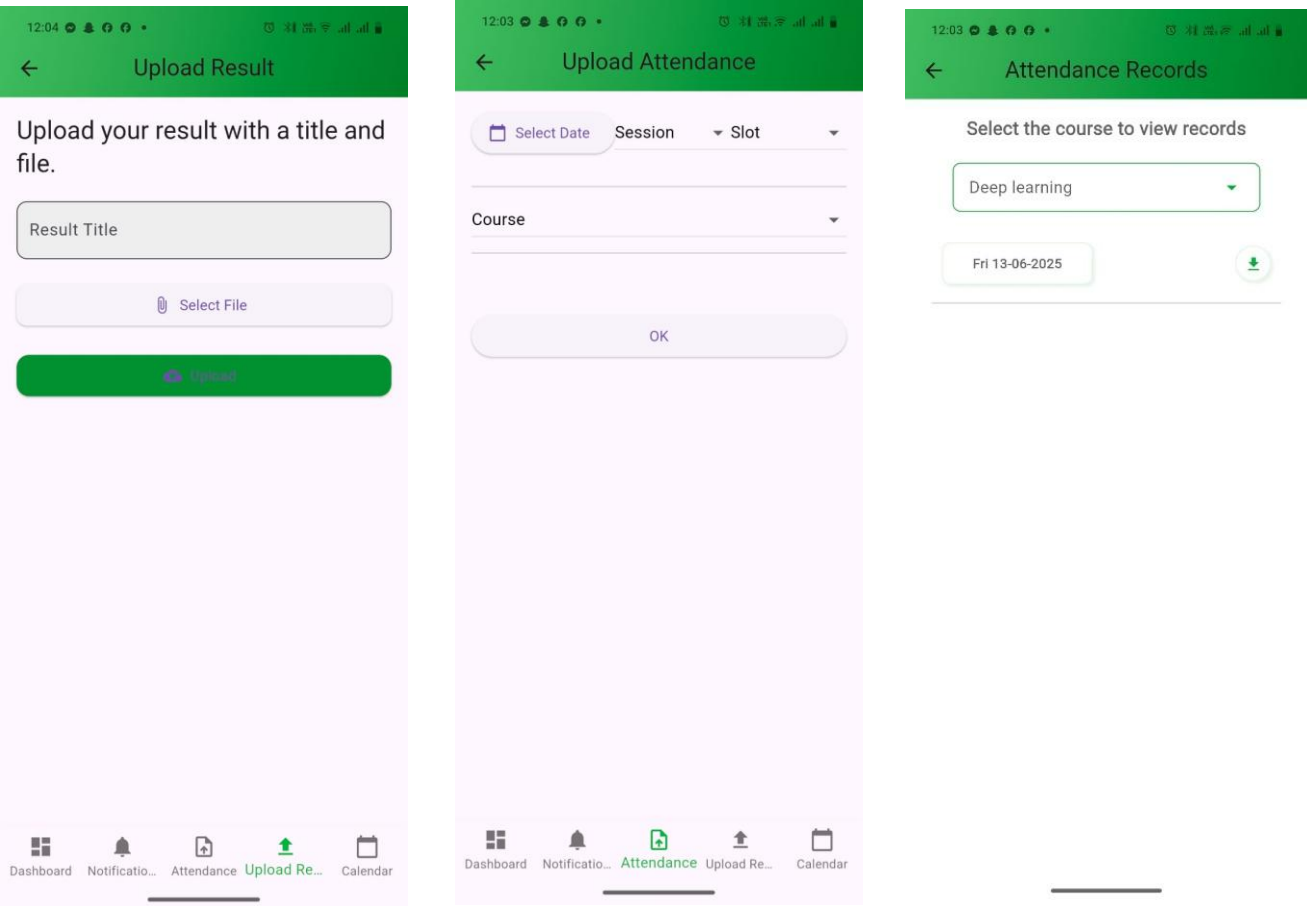 12:04
Upload Result
Upload your result with a title and
file.
Result Title
Select File
Upload
Dashboard Notificatio... Attendance Upload Re... Calendar
12:03
Upload Attendance
Select Date Session Slot
Course
OK
Dashboard Notificatio... Attendance Upload Re... Calendar
12:03
Attendance Records
Select the course to view records
Deep learning
Fri 13-06-2025